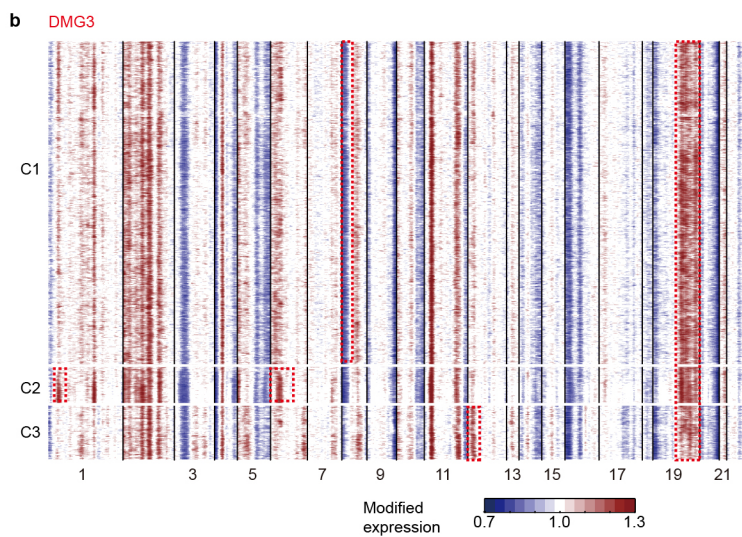 b DMG3
C1
C2
C3
1 3 5 7 9 11 13 15 17 19 21
Modified
expression
0.7 1.0 1.3